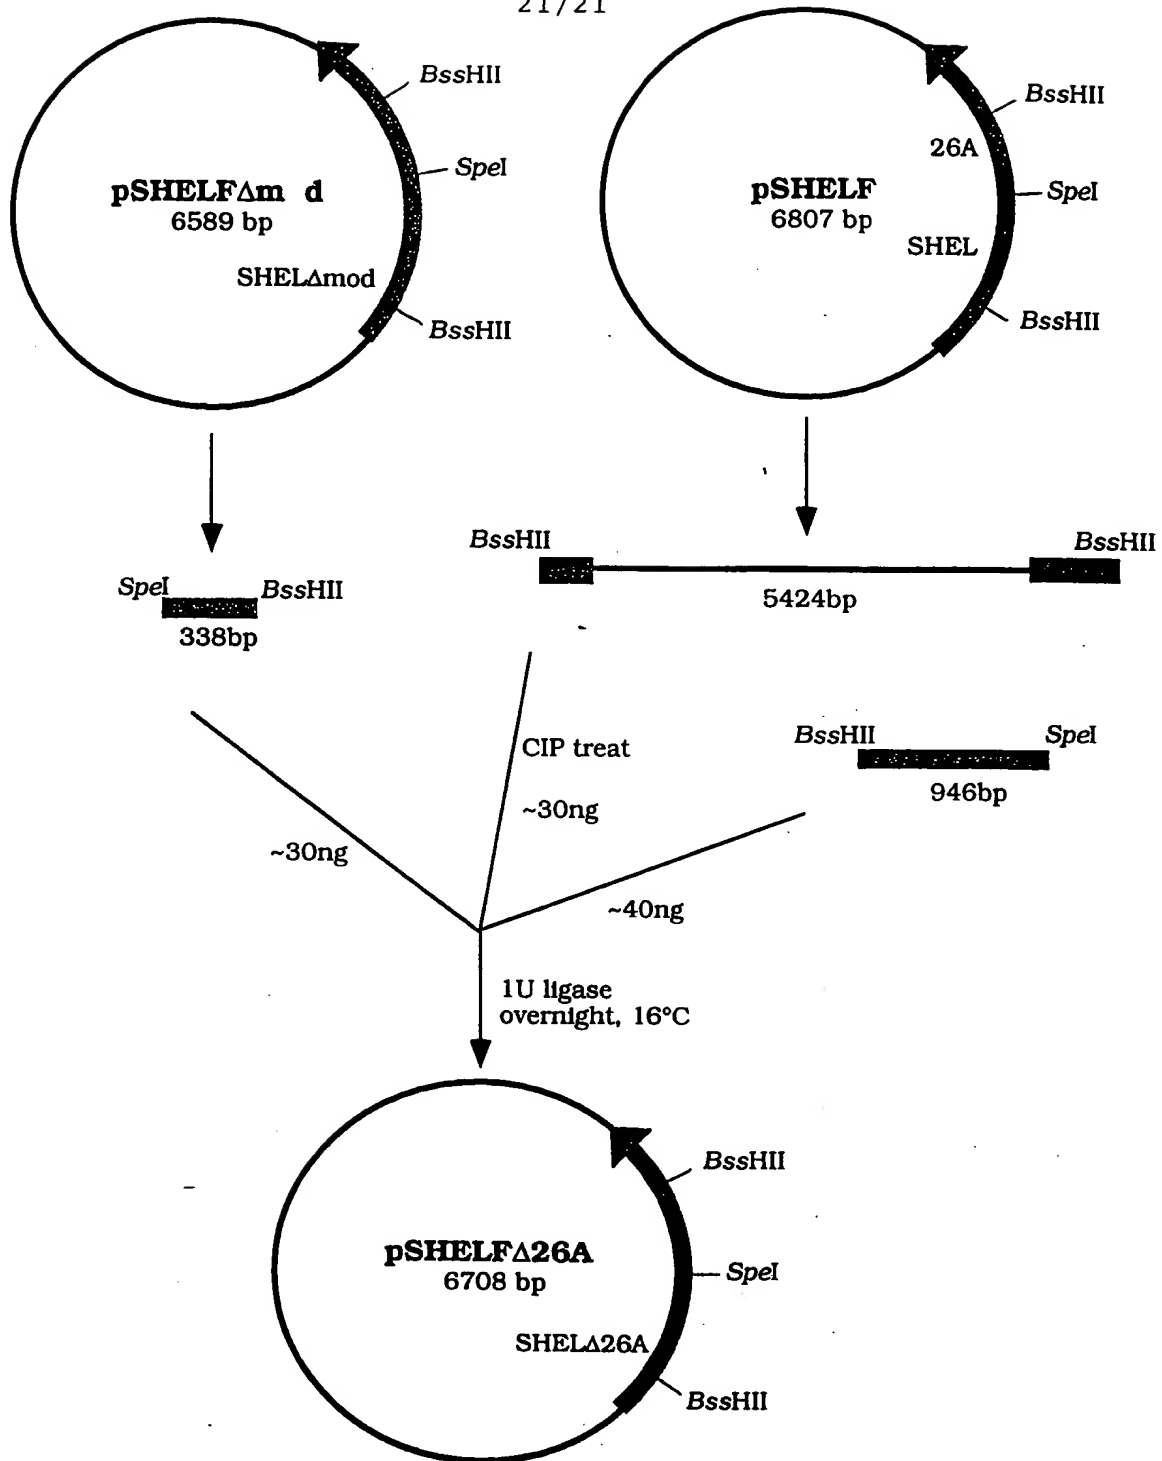 21/21
BssHII
SpeI
pSHELFΔm d
6589 bp
SHELΔmod
BssHII
BssHII
26A
pSHELF
6807 bp
SpeI
SHEL
BssHII
BssHII
BssHII
5424bp
SpeI
BssHII
338bp
BssHII
SpeI
946bp
CIP treat
~30ng
~30ng
~40ng
1U ligase
overnight, 16°C
BssHII
pSHELFΔ26A
6708 bp
SpeI
SHELΔ26A
BssHII